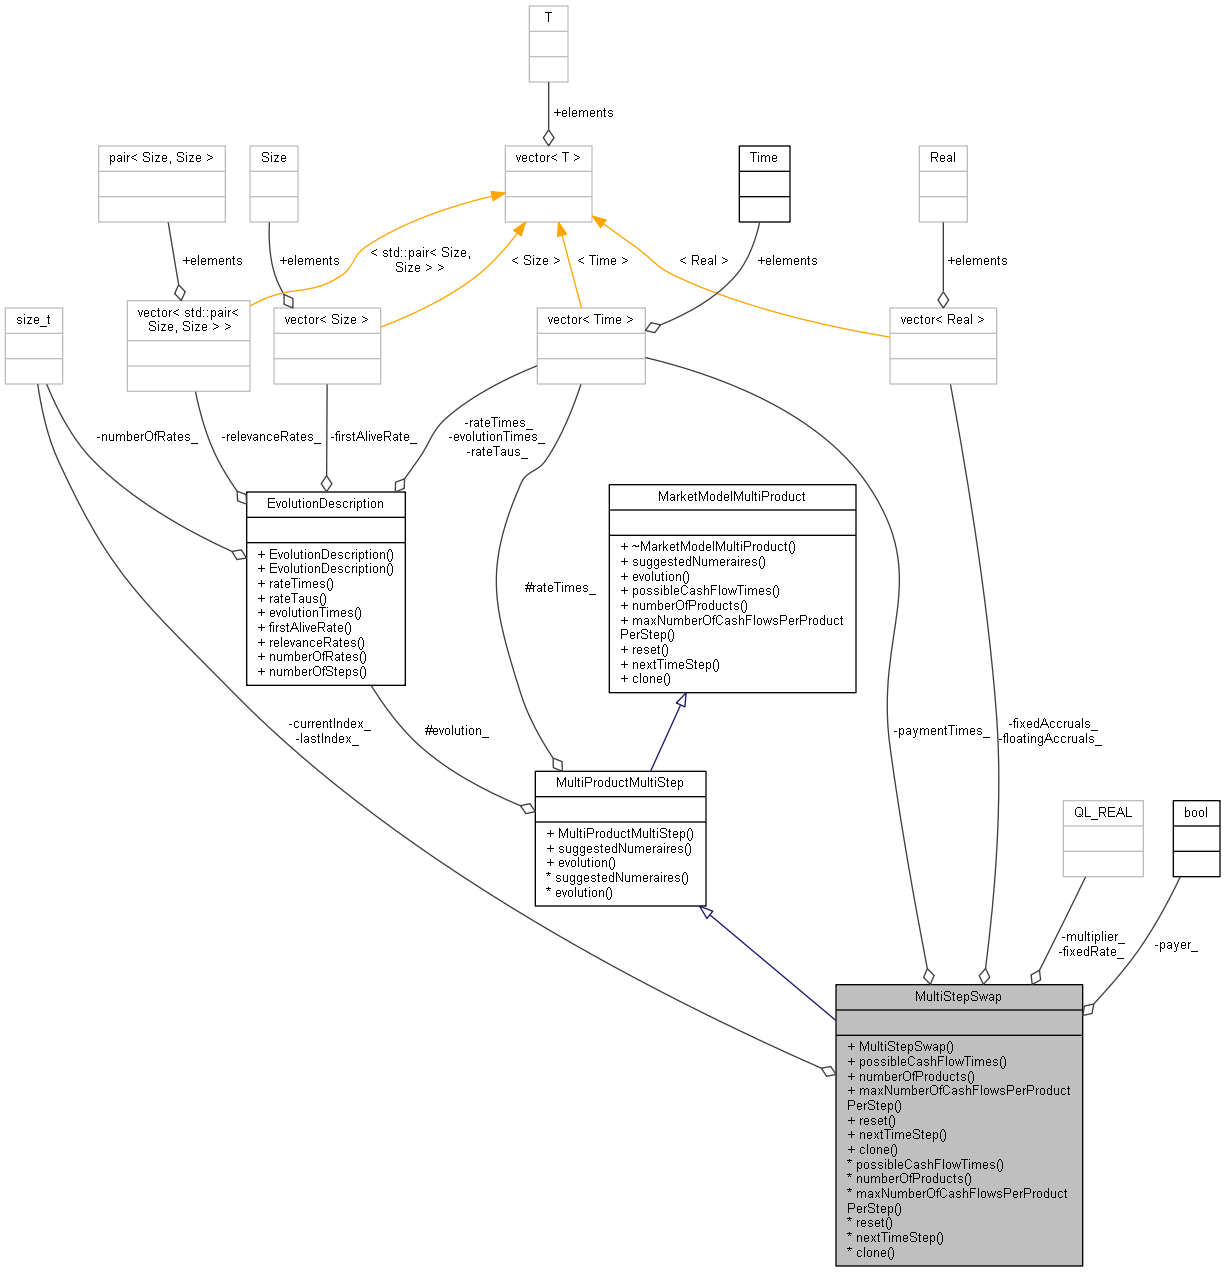 T
+elements
pair< Size, Size >
Size
vector< T >
Time
Real
+elements
+elements
< std::pair< Size,
Size > >
< Size >
< Time >
< Real >
+elements
+elements
size_t
vector< std::pair<
Size, Size > >
vector< Size >
vector< Time >
vector< Real >
-numberOfRates_
-relevanceRates_
-firstAliveRate_
-rateTimes_
-evolutionTimes_
-rateTaus_
EvolutionDescription
+ EvolutionDescription()
+ EvolutionDescription()
+ rateTimes()
+ rateTaus()
+ evolutionTimes()
+ firstAliveRate()
+ relevanceRates()
+ numberOfRates()
+ numberOfSteps()
#rateTimes_
MarketModelMultiProduct
+ ~MarketModelMultiProduct()
+ suggestedNumeraires()
+ evolution()
+ possibleCashFlowTimes()
+ numberOfProducts()
+ maxNumberOfCashFlowsPerProduct
PerStep()
+ reset()
+ nextTimeStep()
+ clone()
-currentIndex_
-lastIndex_
#evolution_
-paymentTimes_
-fixedAccruals_
-floatingAccruals_
MultiProductMultiStep
+ MultiProductMultiStep()
+ suggestedNumeraires()
+ evolution()
* suggestedNumeraires()
* evolution()
QL_REAL
bool
-multiplier_
-fixedRate_
-payer_
MultiStepSwap
+ MultiStepSwap()
+ possibleCashFlowTimes()
+ numberOfProducts()
+ maxNumberOfCashFlowsPerProduct
PerStep()
+ reset()
+ nextTimeStep()
+ clone()
* possibleCashFlowTimes()
* numberOfProducts()
* maxNumberOfCashFlowsPerProduct
PerStep()
* reset()
* nextTimeStep()
* clone()